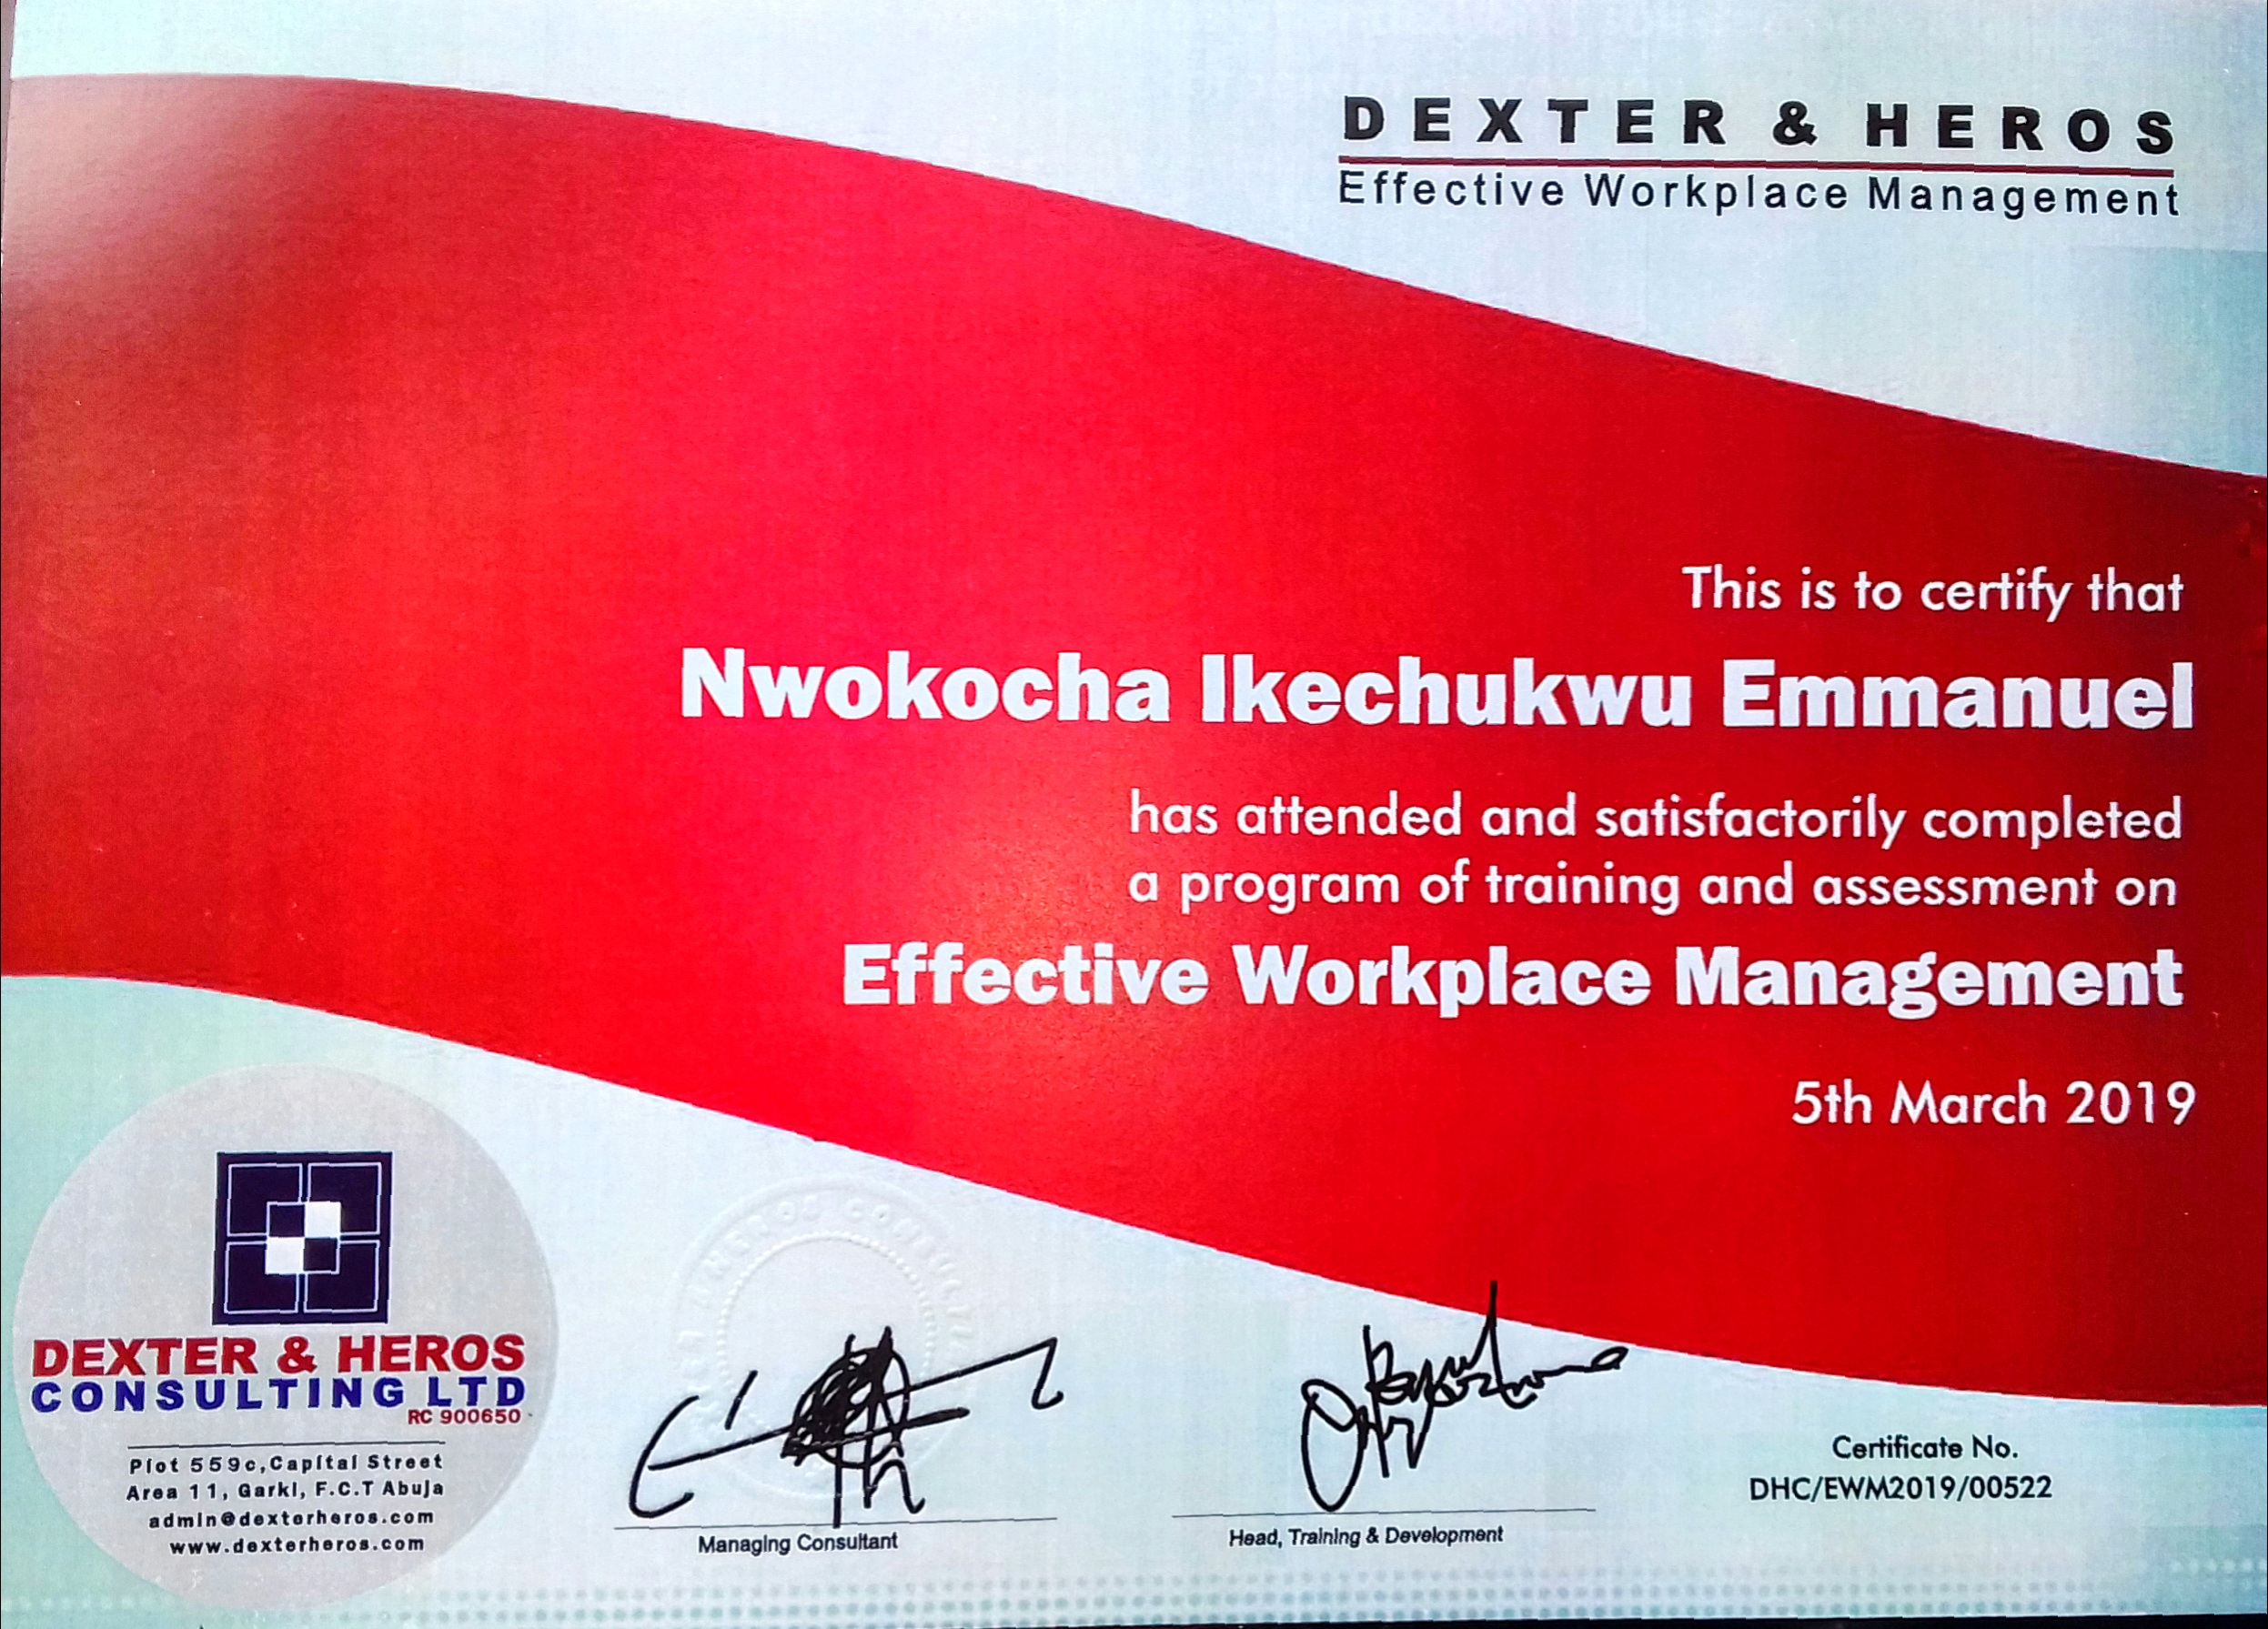 DEXTER & HEROS
Effective Workplace Management
This is to certify that
Nwokocha Ikechukwu Emmanuel
has attended and satisfactorily completed
a program of training and assessment on
Effective Workplace Management
5th March 2019
DEXTER & HEROS
CONSULTING LTD
RC 900650
Plot 559c,Capital Street
Area 11, Garki, F.C.T Abuja
admin@dexterheros.com
www.dexterheros.com
Managing Consultant
Head, Training & Development
Certificate No.
DHC/EWM2019/00522